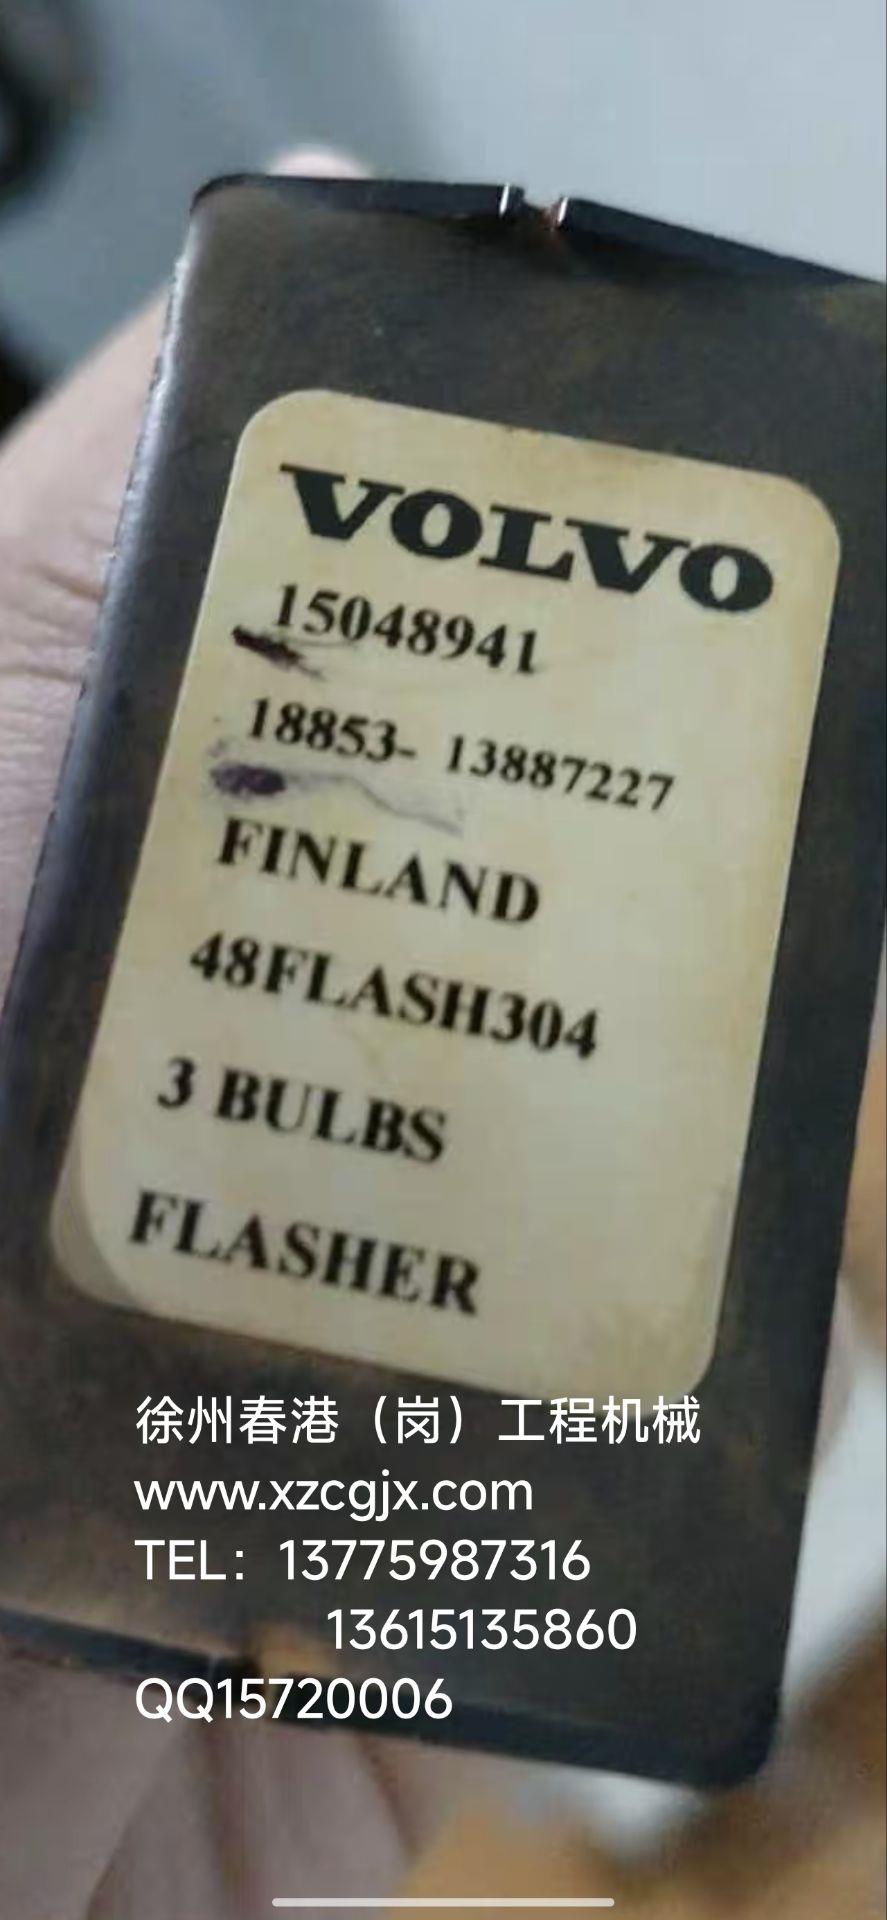 VOLVO
15048941
18853- 13887227
FINLAND
48FLASH304
3 BULBS
FLASHER
徐州春港（岗）工程机械
www.xzcgjx.com
TEL：13775987316
13615135860
QQ15720006